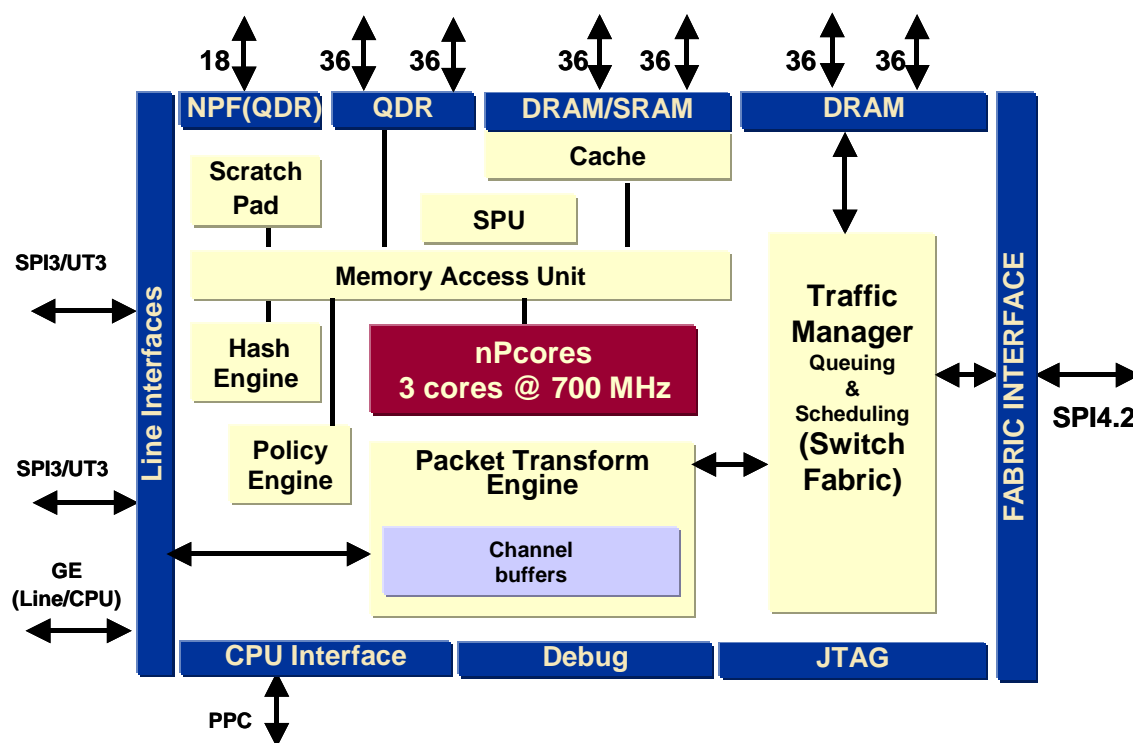 18
36
36
36
36
36
36
NPF(QDR)
QDR
DRAM/SRAM
DRAM
Cache
Scratch
Pad
SPU
SPI3/UT3
Memory Access Unit
Line Interfaces
Hash
Engine
nPcores
3 cores @ 700 MHz
Traffic
Manager
Queuing
&
Scheduling
(Switch
Fabric)
FABRIC INTERFACE
SPI4.2
SPI3/UT3
Policy
Engine
Packet Transform
Engine
Channel
buffers
GE
(Line/CPU)
CPU Interface
Debug
JTAG
PPC